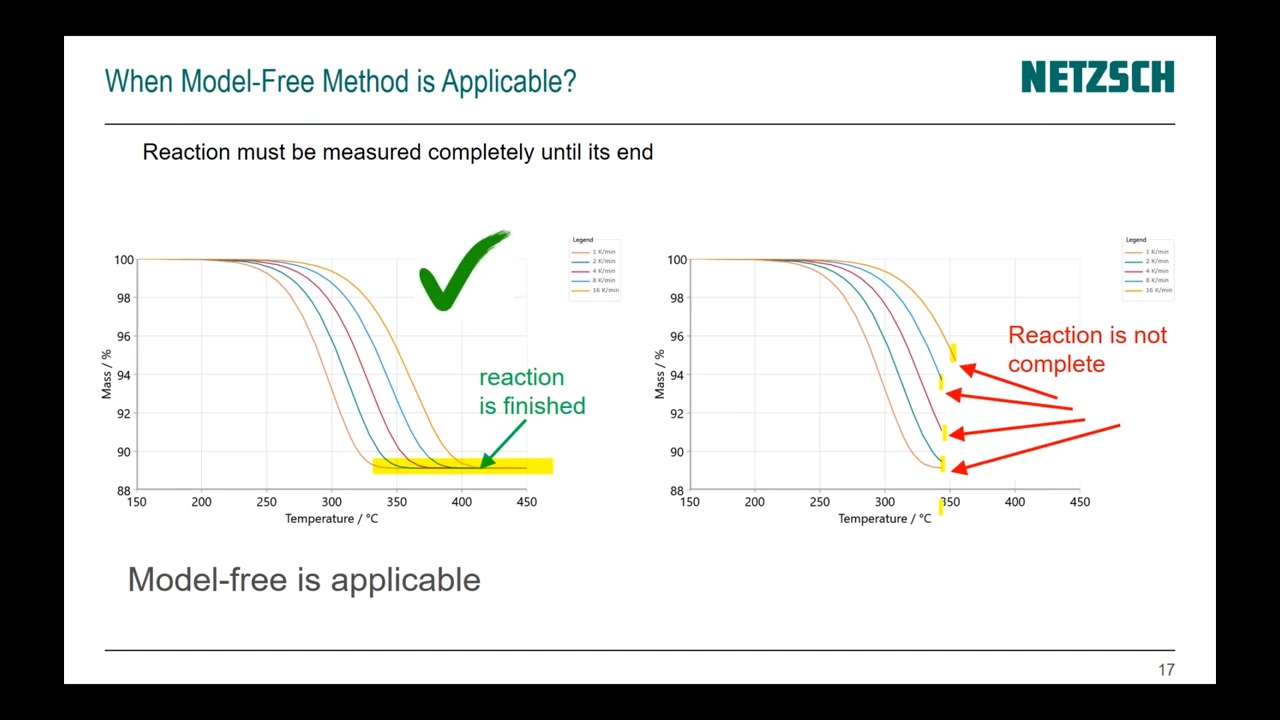 When Model-Free Method is Applicable?
NETZSCH
Reaction must be measured completely until its end
Legend
1 K/min
2 K/min
4 K/min
8 K/min
16 K/min
100
98
96
94
92
90
88
Mass / %
150 200 250 300 350 400 450
Temperature / °C
reaction
is finished
Legend
1 K/min
2 K/min
4 K/min
8 K/min
16 K/min
100
98
96
94
92
90
88
Mass / %
150 200 250 300 350 400 450
Temperature / °C
Reaction is not
complete
Model-free is applicable
17